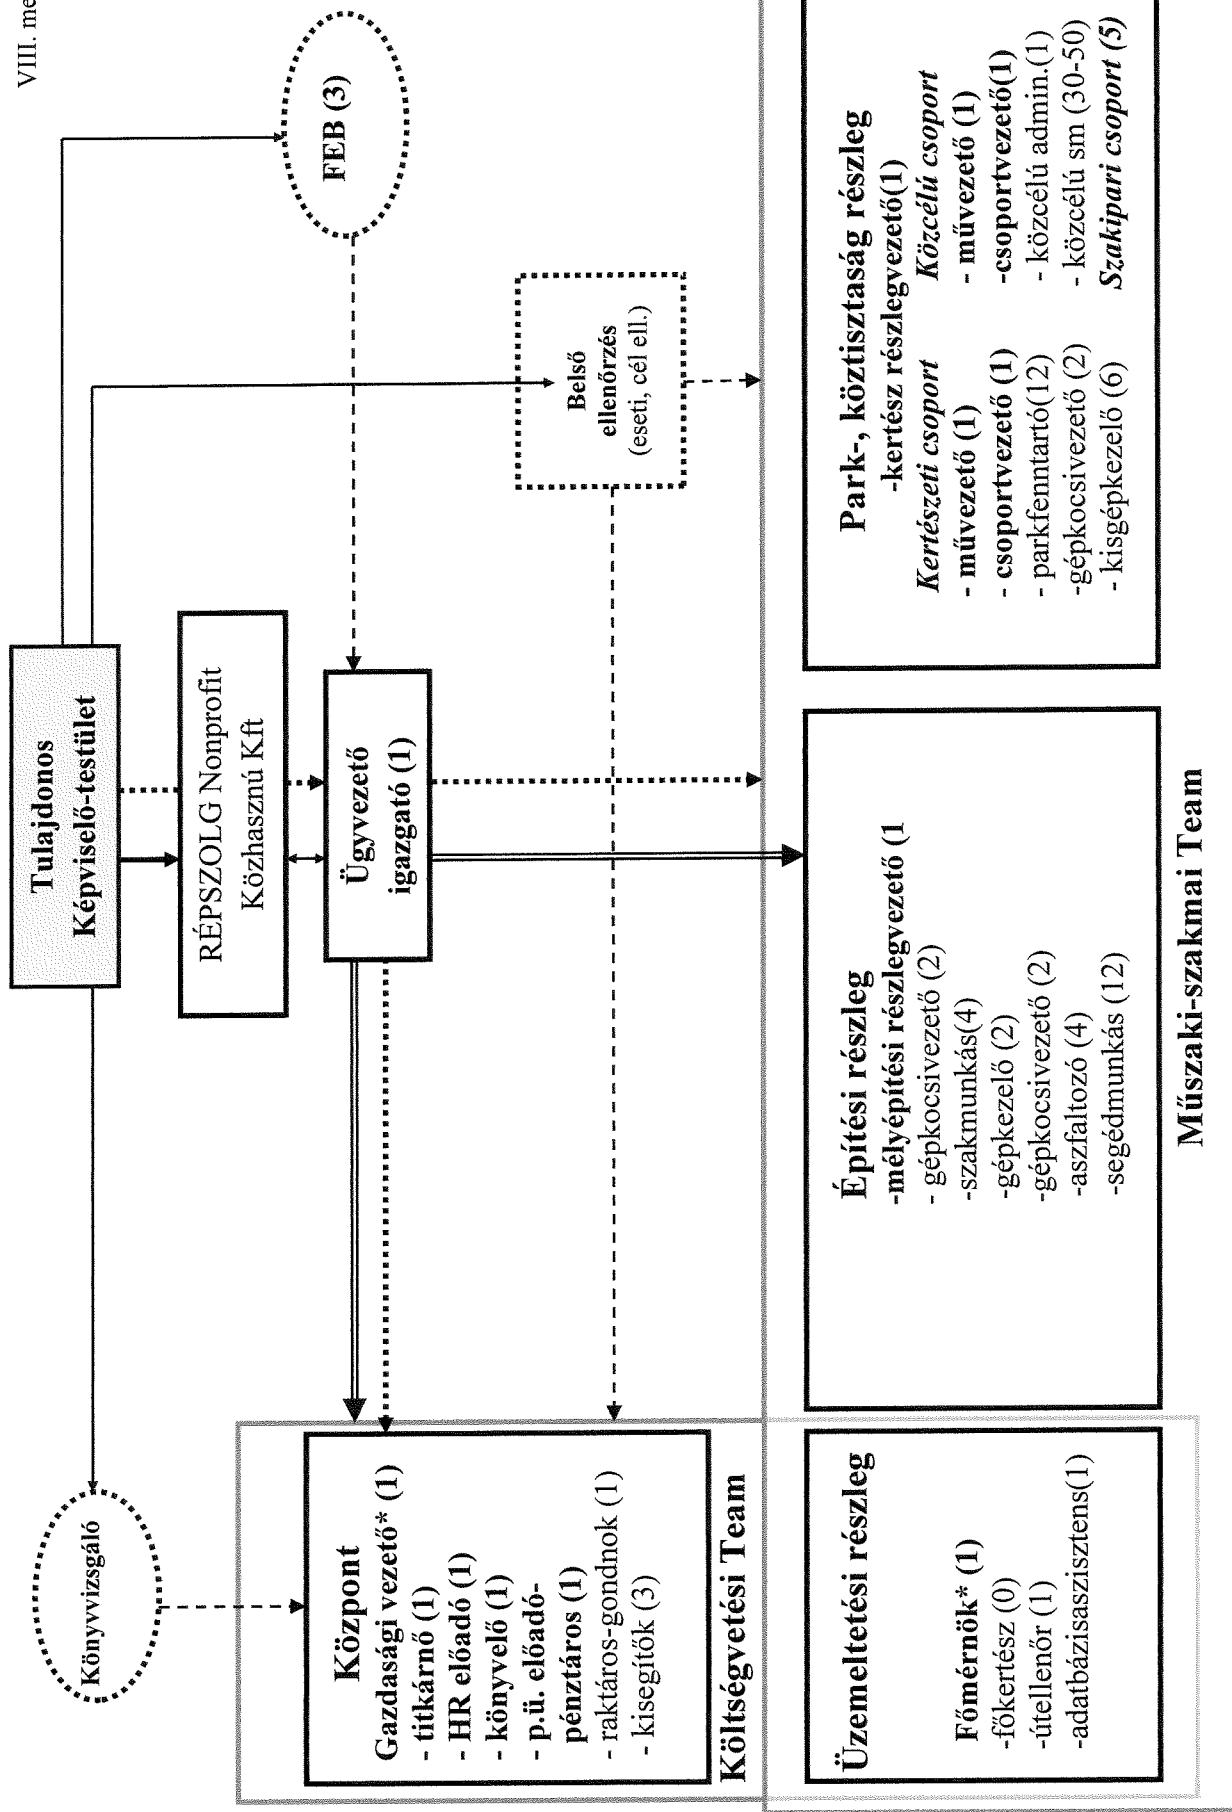 VIII. me
Tulajdonos
Képviselő-testület
Könyvizsgáló
FEB (3)
RÉPSZOLG Nonprofit
Közhasznú Kft
Ügyvezető
igazgató (1)
Belső
ellenőrzés
(eseti, cél ell.)
Központ
Gazdasági vezető* (1)
- titkárnő (1)
- HR előadó (1)
- könyvelő (1)
- p.ü. előadó-
pénztáros (1)
- raktáros-gondnok (1)
- kisegítők (3)
Költségvetési Team
Üzemeltetési részleg
Főmérnök* (1)
-főkertész (0)
-útellenőr (1)
-adatbázisaszisztens(1)
Építési részleg
-mélyépítési részlegvezető (1
- gépkocsivezető (2)
-szakmunkás(4)
-gépkezelő (2)
-gépkocsivezető (2)
-aszfaltozó (4)
-segédmunkás (12)
Park-, köztisztaság részleg
-kertész részlegvezető(1)
Kertészeti csoport
- művezető (1)
- csoportvezető (1)
- parkfenntartó(12)
-gépkocsivezető (2)
- kisgépkezelő (6)
Közcélú csoport
- művezető (1)
-csoportvezető(1)
- közcélú admin.(1)
- közcélú sm (30-50)
Szakipari csoport (5)
Műszaki-szakmai Team